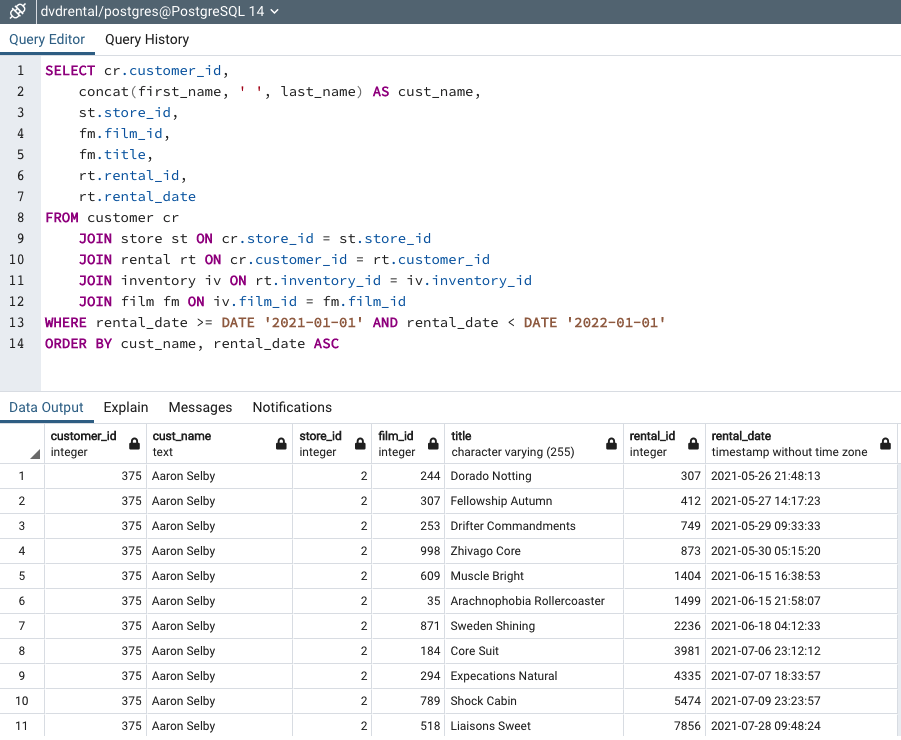 dvdrental/postgres@PostgreSQL 14
Query Editor Query History
1 SELECT cr.customer_id,
2 concat(first_name, ' ', last_name) AS cust_name,
3 st.store_id,
4 fm.film_id,
5 fm.title,
6 rt.rental_id,
7 rt.rental_date
8 FROM customer cr
9 JOIN store st ON cr.store_id = st.store_id
10 JOIN rental rt ON cr.customer_id = rt.customer_id
11 JOIN inventory iv ON rt.inventory_id = iv.inventory_id
12 JOIN film fm ON iv.film_id = fm.film_id
13 WHERE rental_date >= DATE '2021-01-01' AND rental_date < DATE '2022-01-01'
14 ORDER BY cust_name, rental_date ASC
Data Output Explain Messages Notifications
customer_id cust_name store_id film_id title rental_id rental_date
integer text integer integer character varying (255) integer timestamp without time zone
1 375 Aaron Selby 2 244 Dorado Notting 307 2021-05-26 21:48:13
2 375 Aaron Selby 2 307 Fellowship Autumn 412 2021-05-27 14:17:23
3 375 Aaron Selby 2 253 Drifter Commandments 749 2021-05-29 09:33:33
4 375 Aaron Selby 2 998 Zhivago Core 873 2021-05-30 05:15:20
5 375 Aaron Selby 2 609 Muscle Bright 1404 2021-06-15 16:38:53
6 375 Aaron Selby 2 35 Arachnophobia Rollercoaster 1499 2021-06-15 21:58:07
7 375 Aaron Selby 2 871 Sweden Shining 2236 2021-06-18 04:12:33
8 375 Aaron Selby 2 184 Core Suit 3981 2021-07-06 23:12:12
9 375 Aaron Selby 2 294 Expecations Natural 4335 2021-07-07 18:33:57
10 375 Aaron Selby 2 789 Shock Cabin 5474 2021-07-09 23:23:57
11 375 Aaron Selby 2 518 Liaisons Sweet 7856 2021-07-28 09:48:24